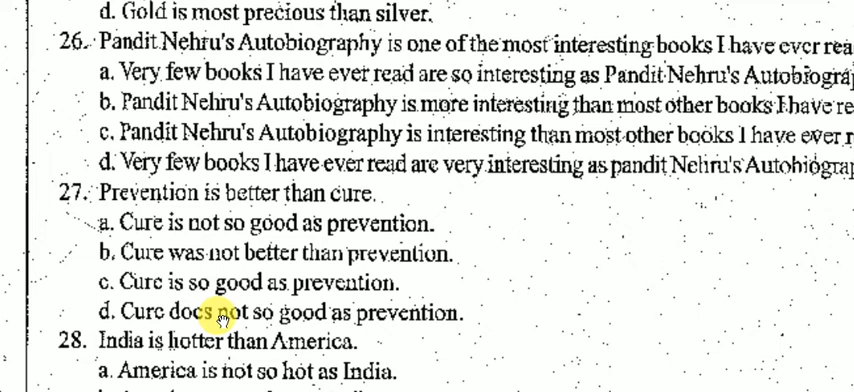 d. Gold is most precious than silver.
26. Pandit Nehru's Autobiography is one of the most interesting books I have ever rea
a. Very few books I have ever read are so interesting as Pandit Nehru's Autobiogra
b. Pandit Nehru's Autobiography is more interesting than most other books I have re
c. Pandit Nehru's Autobiography is interesting than most other books I have ever r
d. Very few books I have ever read are very interesting as pandit Nehru's Autobiograp
27. Prevention is better than cure.
a. Cure is not so good as prevention.
b. Cure was not better than prevention.
c. Cure is so good as prevention.
d. Cure does not so good as prevention.
28. India is hotter than America.
a. America is not so hot as India.